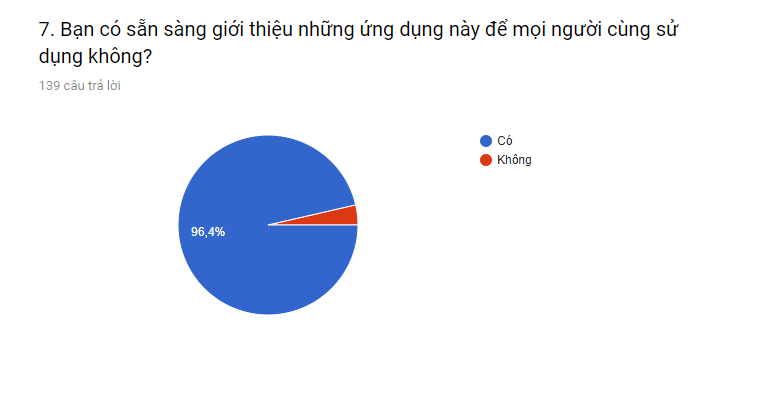 7. Bạn có sẵn sàng giới thiệu những ứng dụng này để mọi người cùng sử
dụng không?
139 câu trả lời
Có
Không
96,4%